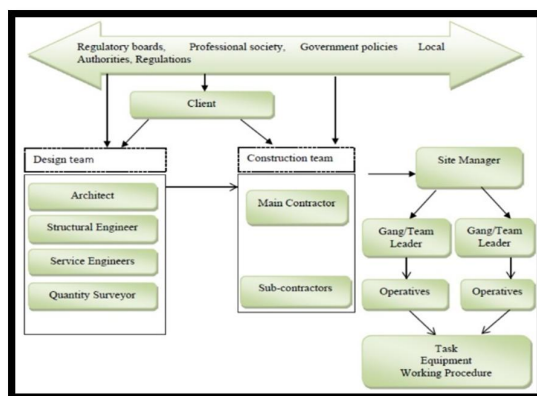 Regulatory boards, Professional society, Government policies Local
Authorities, Regulations
Client
Design team
Construction team
Site Manager
Architect
Main Contractor
Structural Engineer
Gang/Team
Leader
Gang/Team
Leader
Service Engineers
Quantity Surveyor
Sub-contractors
Operatives
Operatives
Task
Equipment
Working Procedure